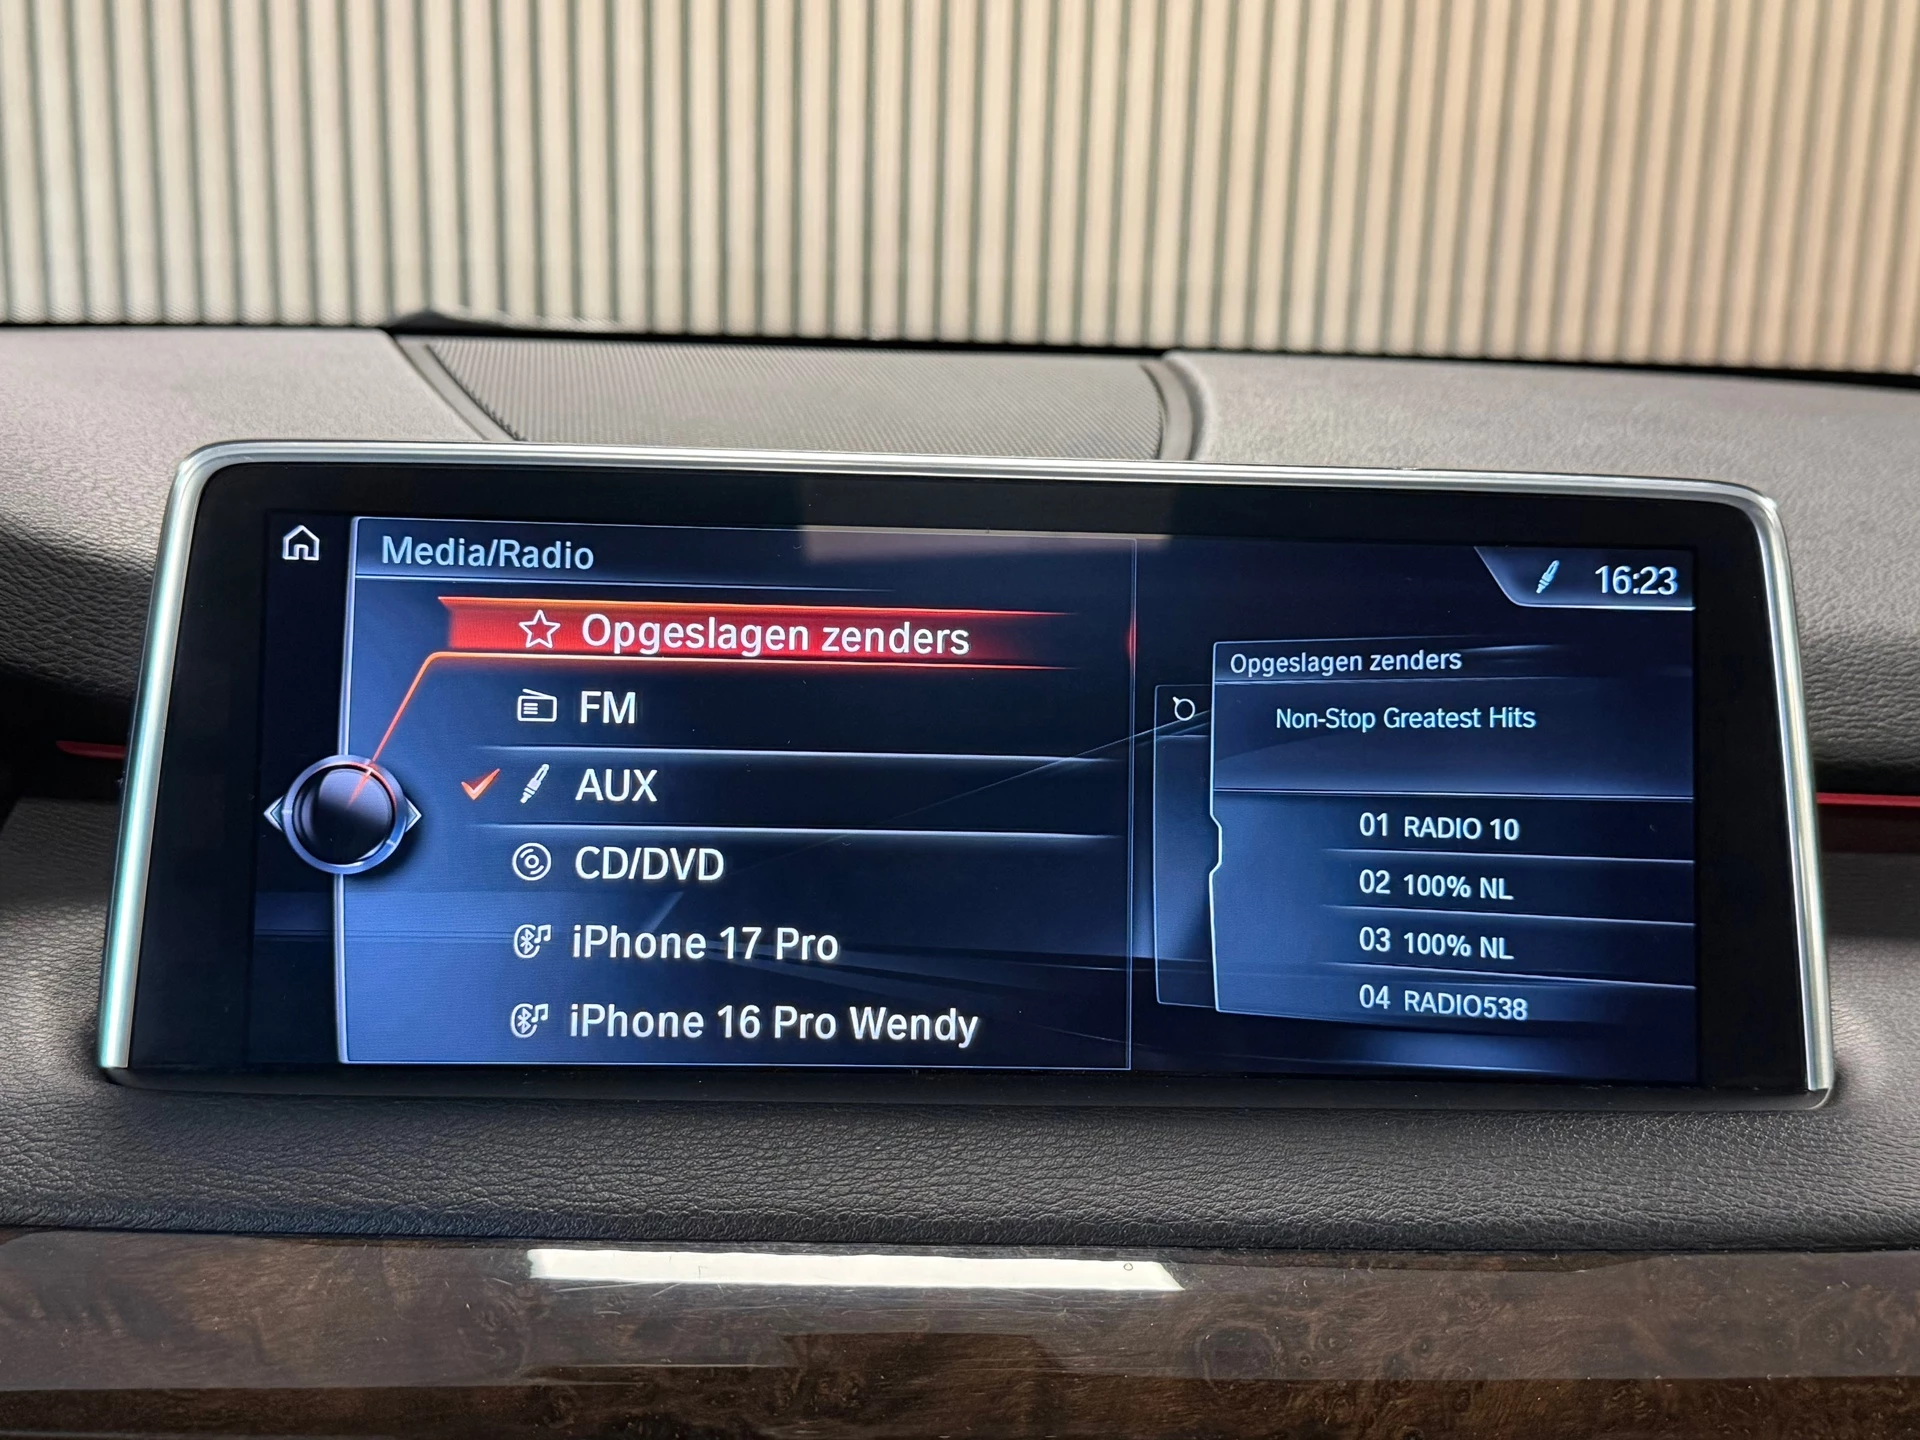 Media/Radio
16:23
Opgeslagen zenders
FM
AUX
CD/DVD
iPhone 17 Pro
iPhone 16 Pro Wendy
Opgeslagen zenders
Non-Stop Greatest Hits
01 RADIO 10
02 100% NL
03 100% NL
04 RADIO538